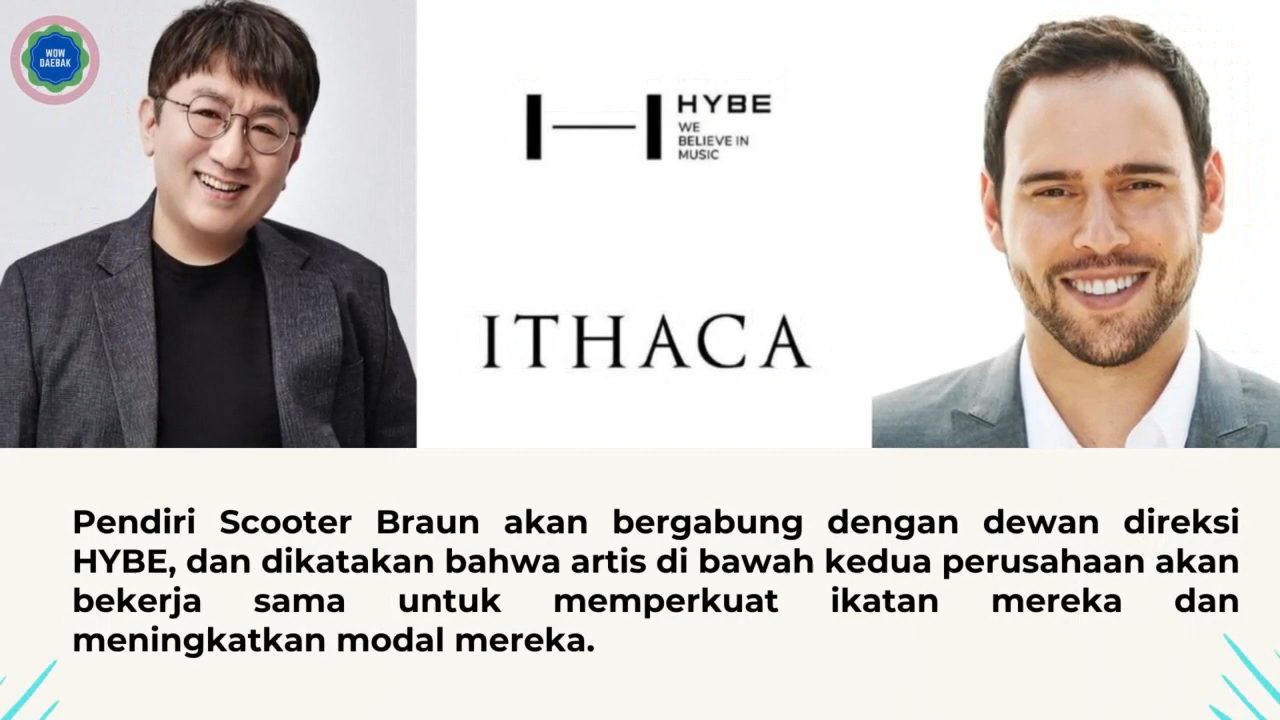 WOW
DAEBAK
HYBE
WE
BELIEVE IN
MUSIC
ITHACA
Pendiri Scooter Braun akan bergabung dengan dewan direksi
HYBE, dan dikatakan bahwa artis di bawah kedua perusahaan akan
bekerja sama untuk memperkuat ikatan mereka dan
meningkatkan modal mereka.